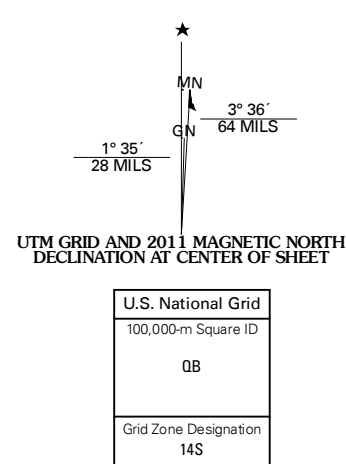 ★
MN
3° 36´
64 MILS
GN
1° 35´
28 MILS
UTM GRID AND 2011 MAGNETIC NORTH
DECLINATION AT CENTER OF SHEET
U.S. National Grid
100,000-m Square ID
QB
Grid Zone Designation
14S